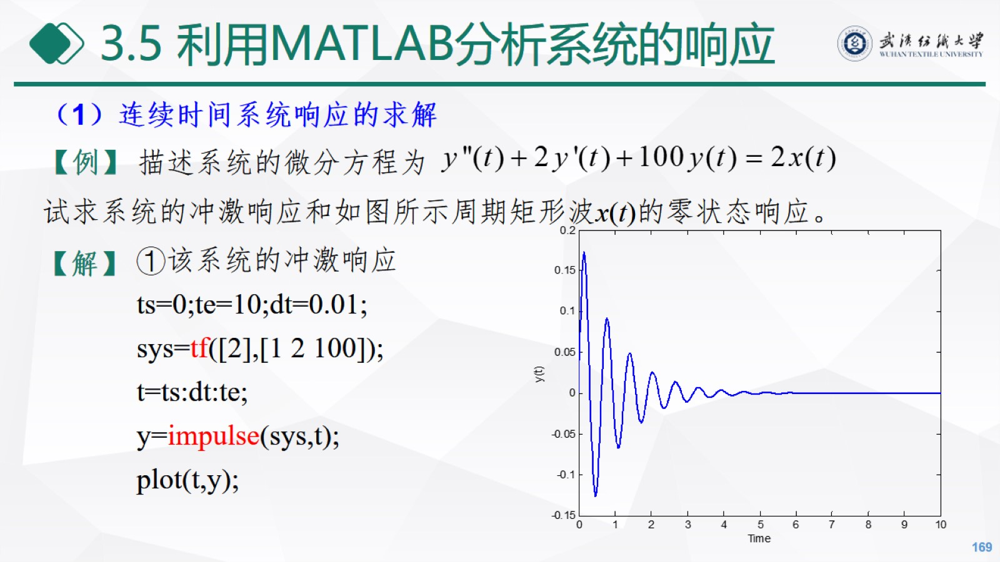 3.5 利用MATLAB分析系统的响应
武汉纺织大学
WUHAN TEXTILE UNIVERSITY
（1）连续时间系统响应的求解
【例】描述系统的微分方程为 y''(t)+2y'(t)+100y(t)=2x(t)
试求系统的冲激响应和如图所示周期矩形波x(t)的零状态响应。
【解】①该系统的冲激响应
ts=0;te=10;dt=0.01;
sys=tf([2],[1 2 100]);
t=ts:dt:te;
y=impulse(sys,t);
plot(t,y);
0.2
0.15
0.1
0.05
0
-0.05
-0.1
-0.15
y(t)
0 1 2 3 4 5 6 7 8 9 10
Time
169